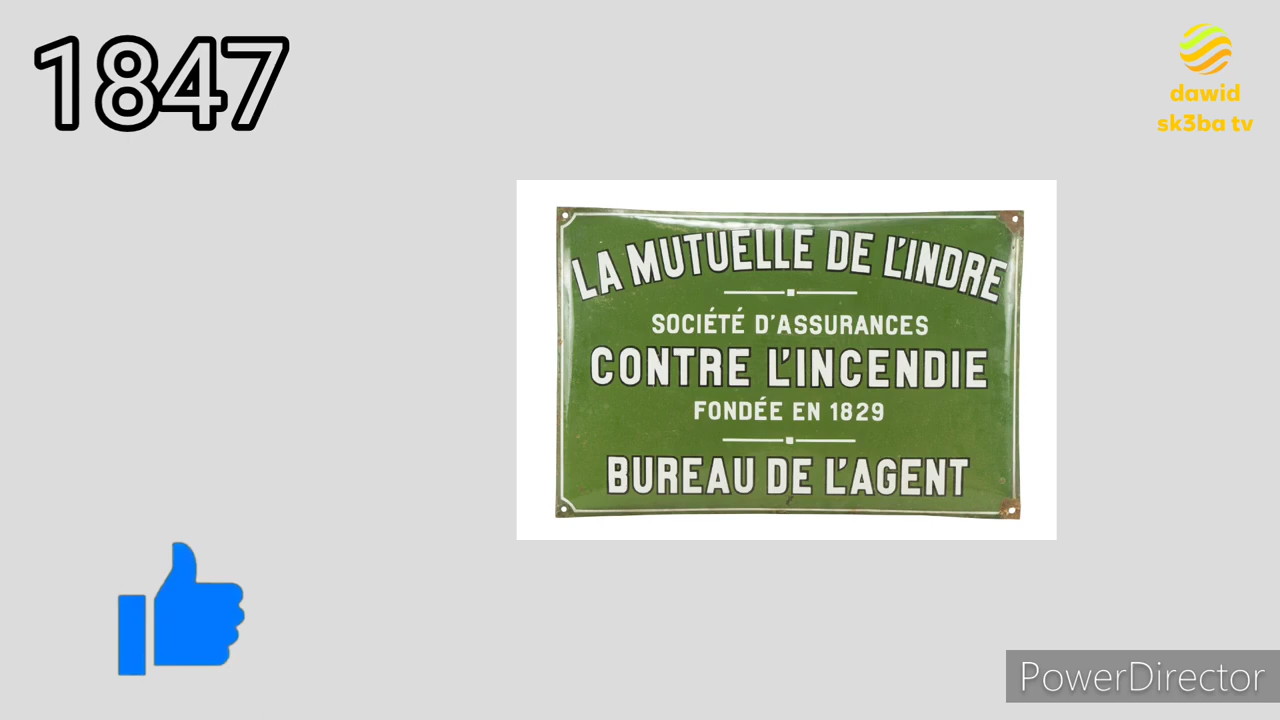 1847
dawid
sk3ba tv
LA MUTUELLE DE L'INDRE
SOCIÉTÉ D'ASSURANCES
CONTRE L'INCENDIE
FONDÉE EN 1829
BUREAU DE L'AGENT
PowerDirector